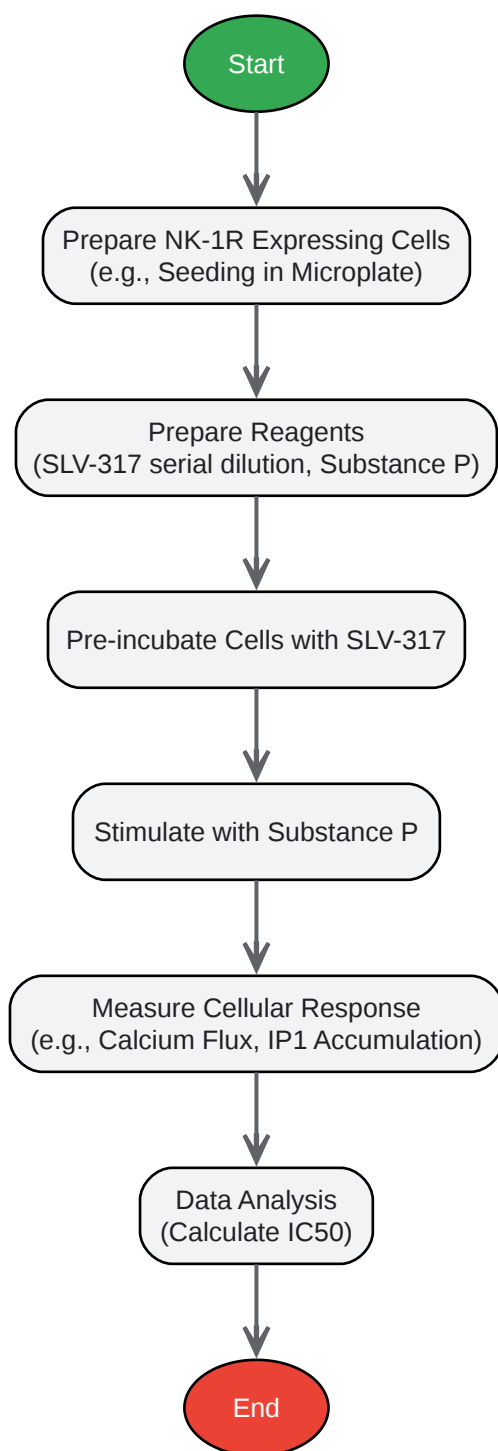 Start
Prepare NK-1R Expressing Cells
(e.g., Seeding in Microplate)
Prepare Reagents
(SLV-317 serial dilution, Substance P)
Pre-incubate Cells with SLV-317
Stimulate with Substance P
Measure Cellular Response
(e.g., Calcium Flux, IP1 Accumulation)
Data Analysis
(Calculate IC50)
End